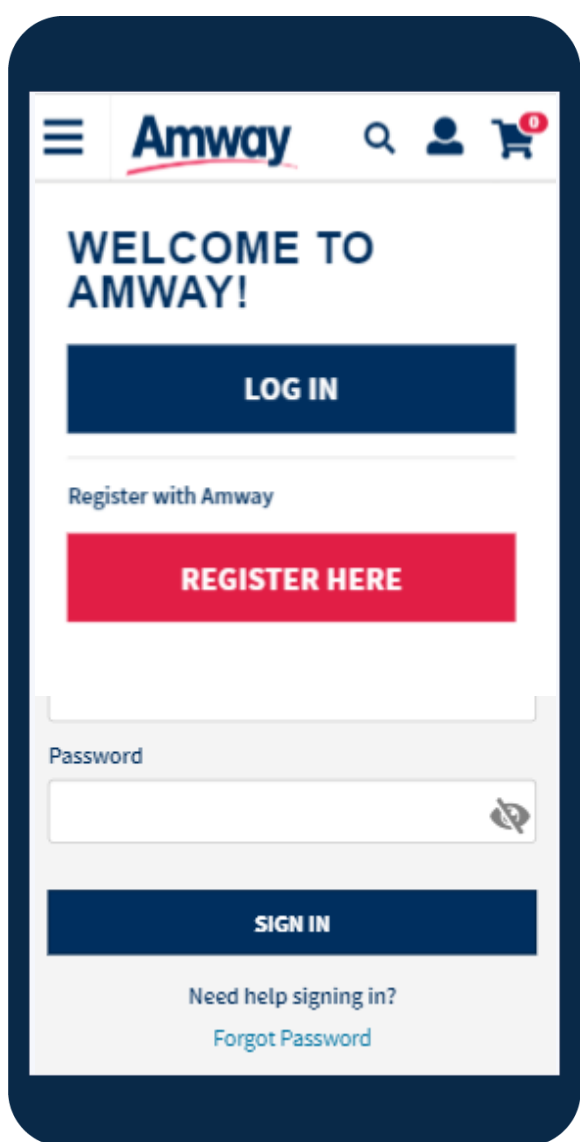 Amway
0
WELCOME TO
AMWAY!
LOG IN
Register with Amway
REGISTER HERE
Password
SIGN IN
Need help signing in?
Forgot Password